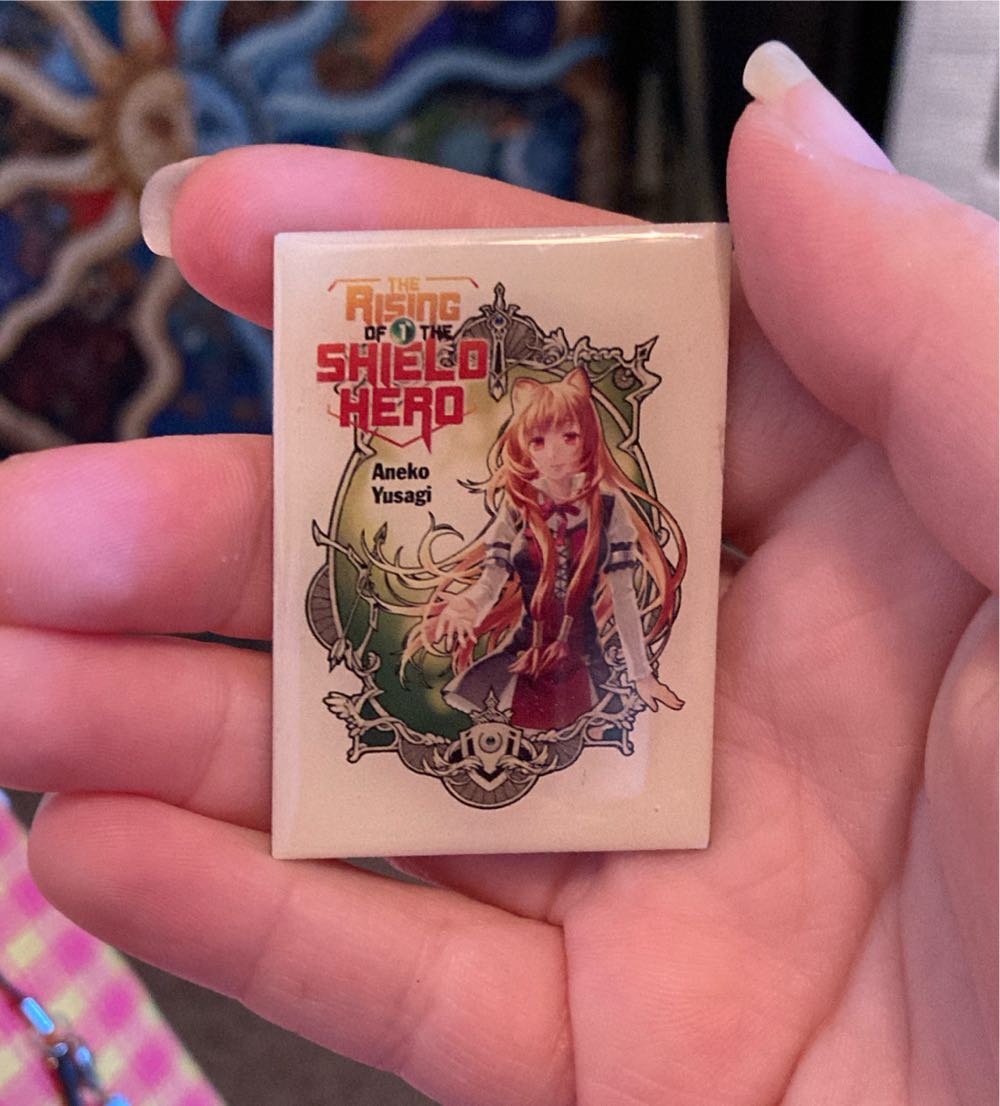 THE
RISING
OF 1 THE
SHIELD
HERO
Aneko
Yusagi